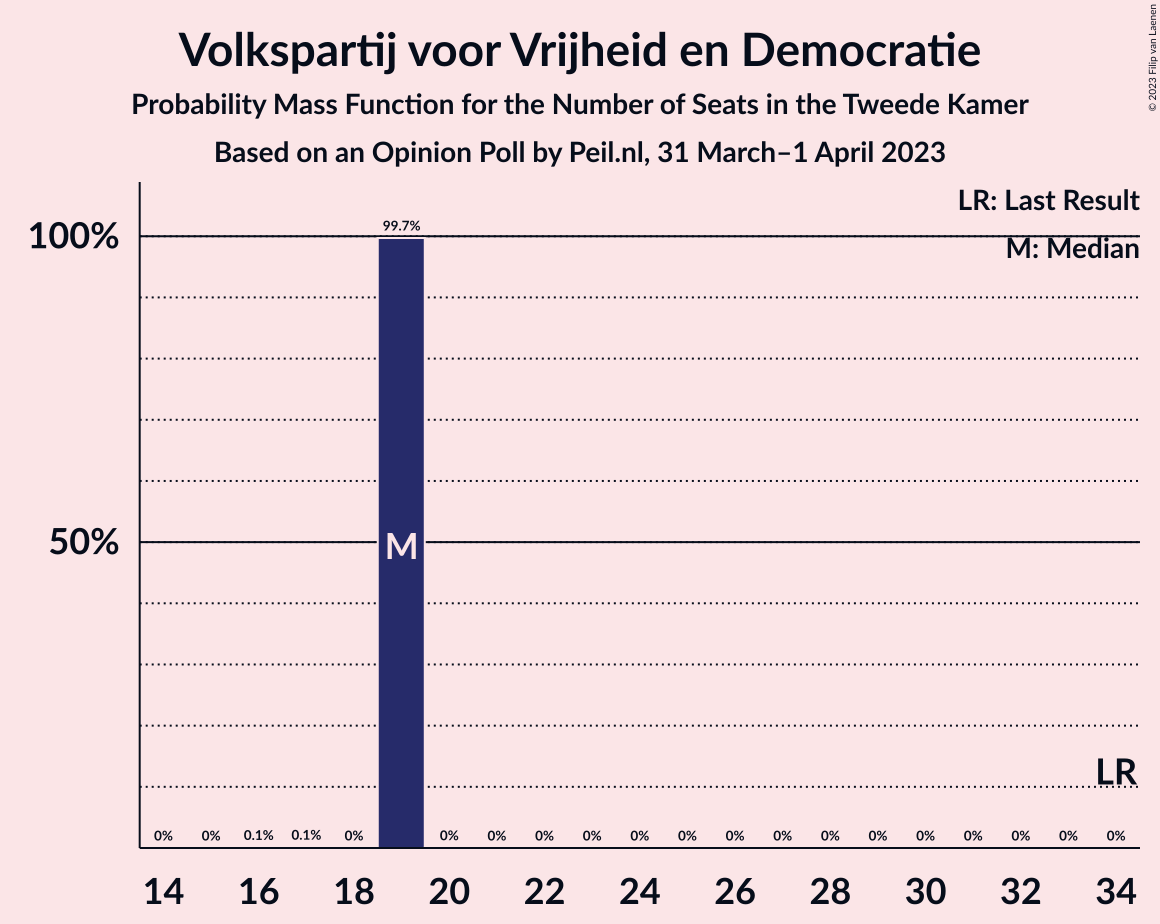 Volkspartij voor Vrijheid en Democratie
Probability Mass Function for the Number of Seats in the Tweede Kamer
Based on an Opinion Poll by Peil.nl, 31 March–1 April 2023
© 2023 Filip van Laenen
LR: Last Result
M: Median
100%
50%
99.7%
M
LR
0% 0% 0.1% 0.1% 0% 0% 0% 0% 0% 0% 0% 0% 0% 0% 0% 0% 0% 0% 0% 0%
14 16 18 20 22 24 26 28 30 32 34